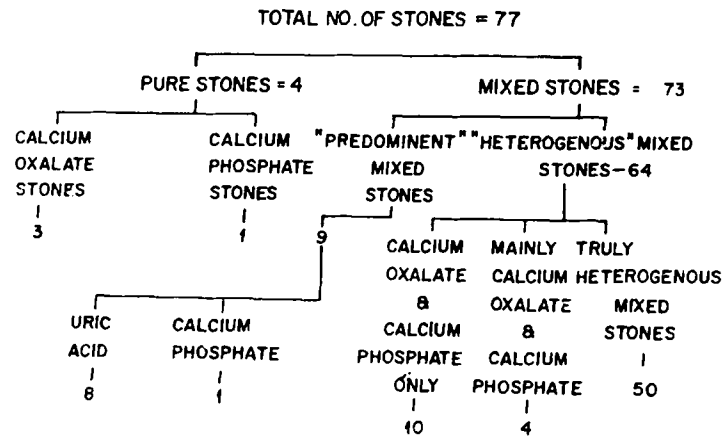 TOTAL NO. OF STONES = 77
PURE STONES = 4
MIXED STONES = 73
CALCIUM
OXALATE
STONES
3
CALCIUM
PHOSPHATE
STONES
1
"PREDOMINENT"
MIXED
STONES
9
"HETEROGENOUS" MIXED
STONES-64
URIC
ACID
8
CALCIUM
PHOSPHATE
1
CALCIUM
OXALATE
&
CALCIUM
PHOSPHATE
ONLY
10
MAINLY
CALCIUM
OXALATE
&
CALCIUM
PHOSPHATE
4
TRULY
HETEROGENOUS
MIXED
STONES
50